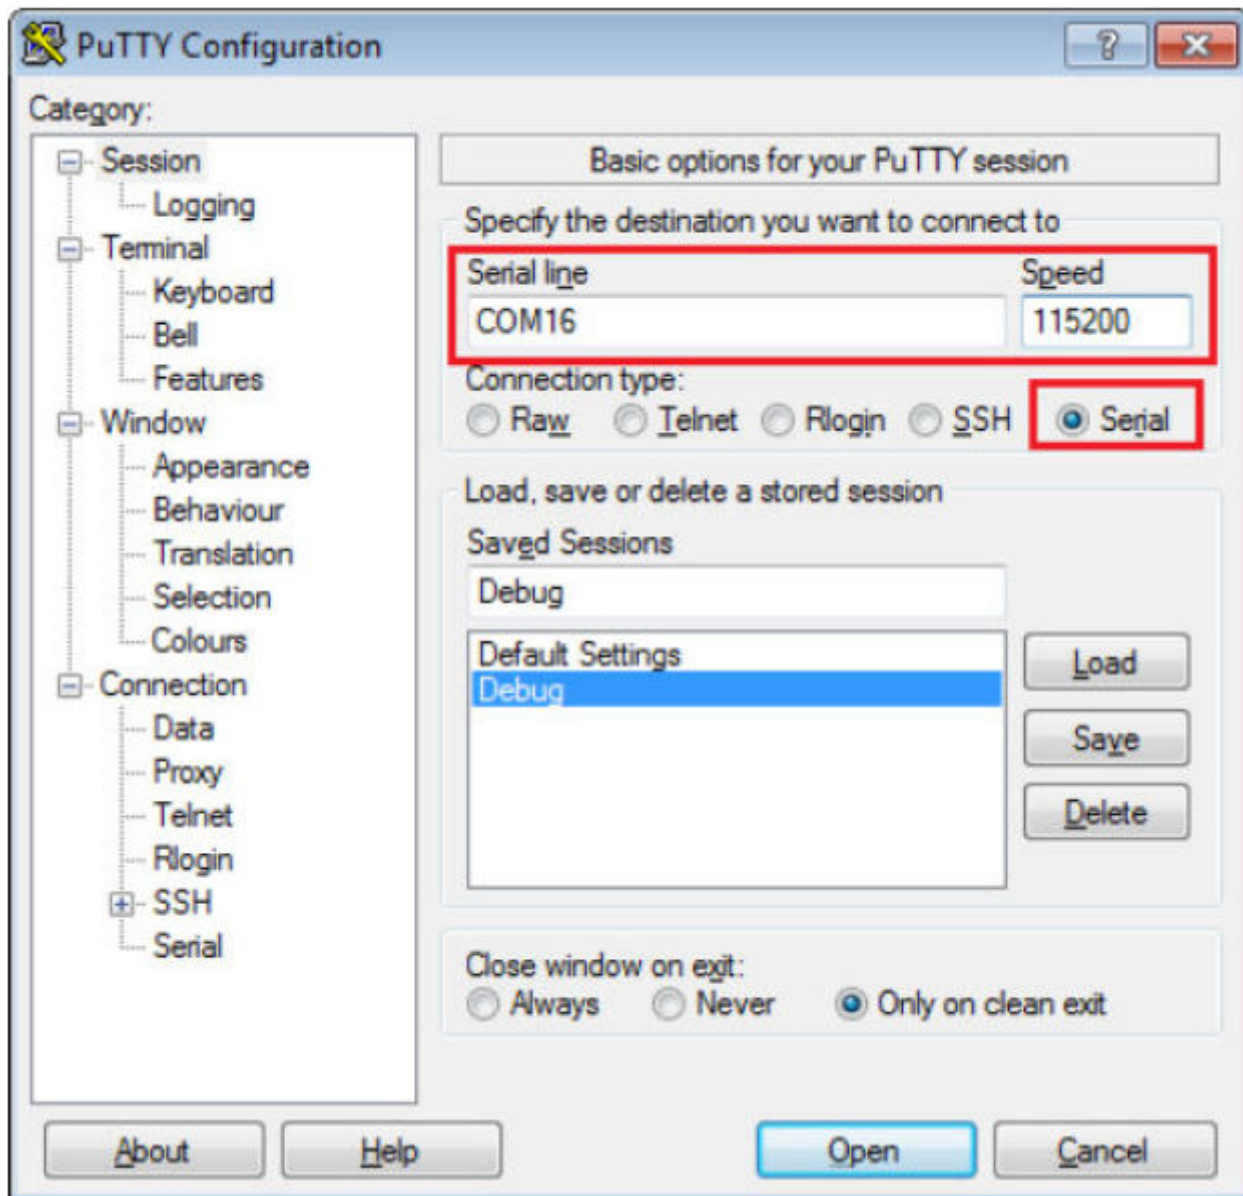 PuTTY Configuration
Category:
Session
Logging
Terminal
Keyboard
Bell
Features
Window
Appearance
Behaviour
Translation
Selection
Colours
Connection
Data
Proxy
Telnet
Rlogin
SSH
Serial
Basic options for your PuTTY session
Specify the destination you want to connect to
Serial line Speed
COM16 115200
Connection type:
Raw Telnet Rlogin SSH Serial
Load, save or delete a stored session
Saved Sessions
Debug
Default Settings
Debug
Load
Save
Delete
Close window on exit:
Always Never Only on clean exit
About Help Open Cancel